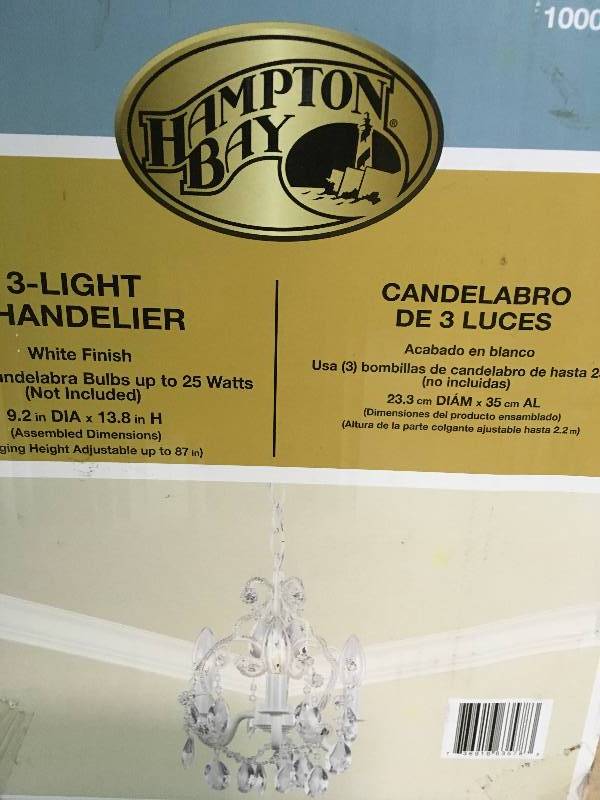 1000
HAMPTON
BAY
®
3-LIGHT
HANDELIER
White Finish
andelabra Bulbs up to 25 Watts
(Not Included)
9.2 in DIA x 13.8 in H
(Assembled Dimensions)
ging Height Adjustable up to 87 in)
CANDELABRO
DE 3 LUCES
Acabado en blanco
Usa (3) bombillas de candelabro de hasta 2
(no incluidas)
23.3 cm DIÁM x 35 cm AL
(Dimensiones del producto ensamblado)
(Altura de la parte colgante ajustable hasta 2.2 m)